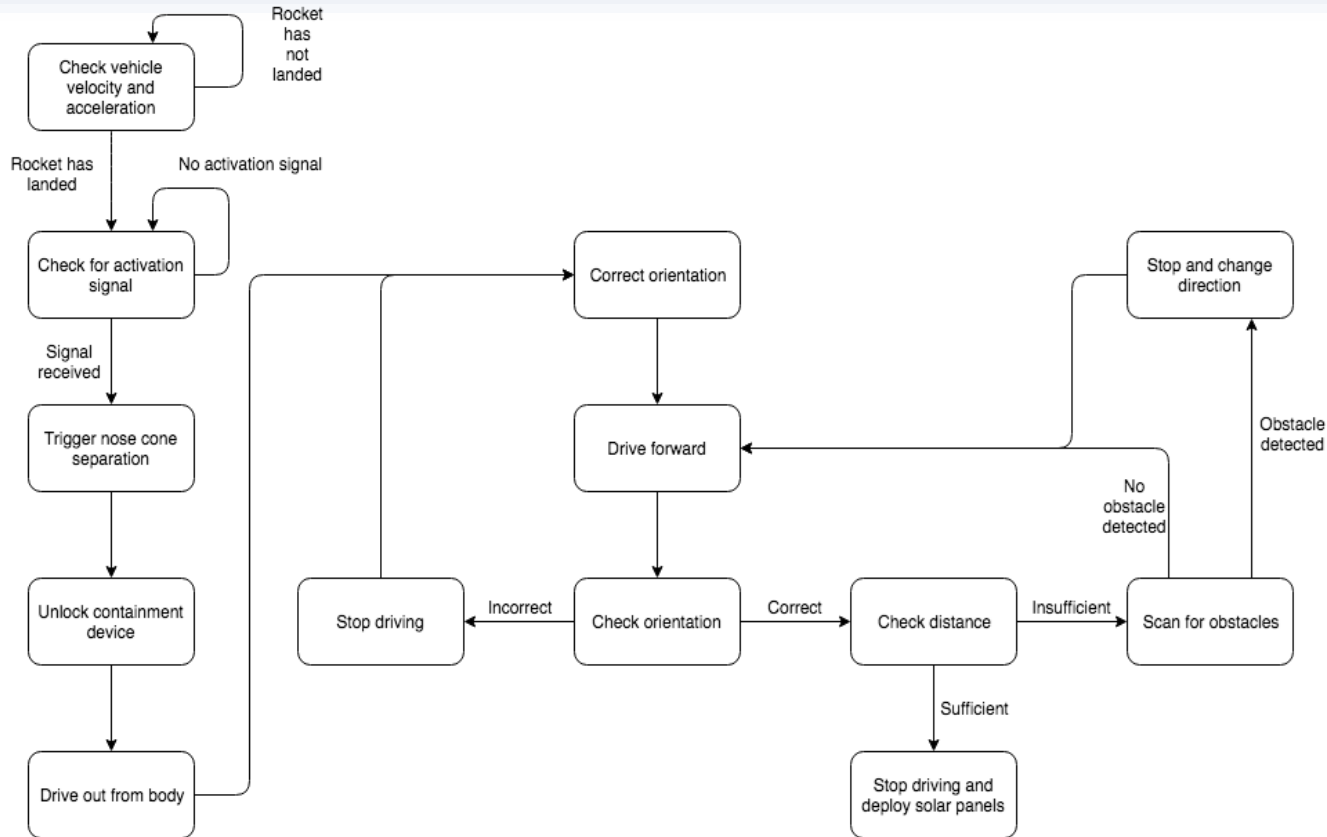 Rocket
has
not
landed
Check vehicle
velocity and
acceleration
Rocket has
landed
No activation signal
Check for activation
signal
Correct orientation
Stop and change
direction
Signal
received
Trigger nose cone
separation
Drive forward
Obstacle
detected
No
obstacle
detected
Unlock containment
device
Stop driving
Incorrect
Check orientation
Correct
Check distance
Insufficient
Scan for obstacles
Sufficient
Drive out from body
Stop driving and
deploy solar panels